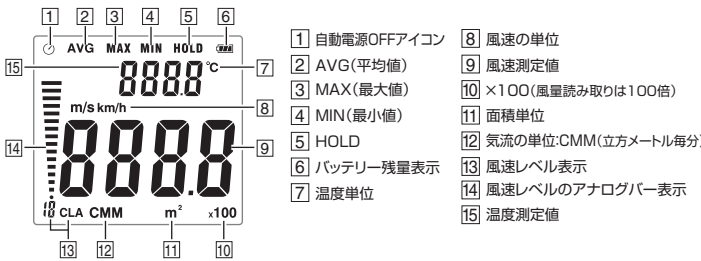 1 2 3 4 5 6
AVG MAX MIN HOLD
15 888.8 ℃ 7
m/s km/h 8
14 888.8 9
18 CLA CMM m² x100
13 12 11 10
1 自動電源OFFアイコン
2 AVG(平均値)
3 MAX(最大値)
4 MIN(最小値)
5 HOLD
6 バッテリー残量表示
7 温度単位
8 風速の単位
9 風速測定値
10 ×100(風量読み取りは100倍)
11 面積単位
12 気流の単位:CMM(立方メートル毎分)
13 風速レベル表示
14 風速レベルのアナログバー表示
15 温度測定値